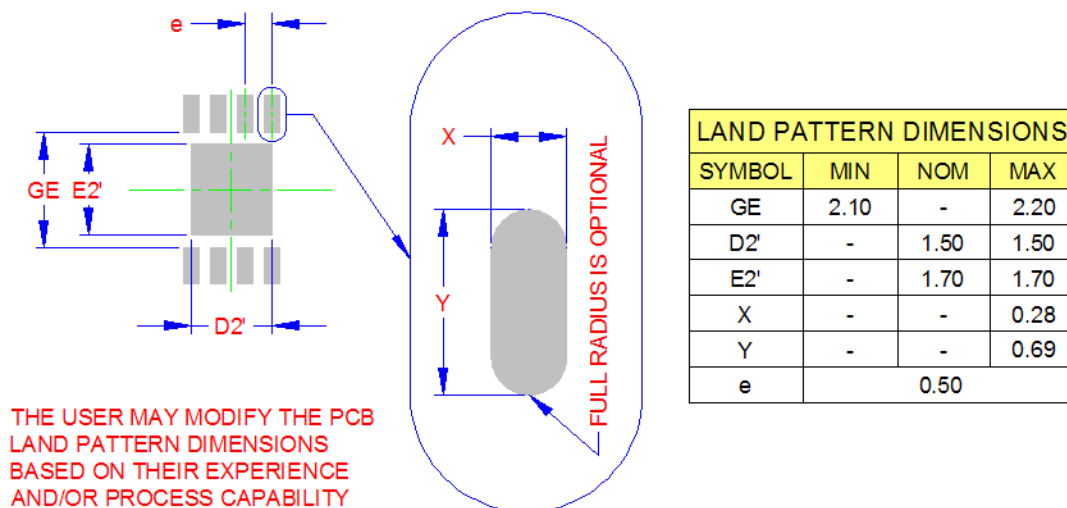 e
GE E2'
D2'
X
Y
FULL RADIUS IS OPTIONAL
THE USER MAY MODIFY THE PCB
LAND PATTERN DIMENSIONS
BASED ON THEIR EXPERIENCE
AND/OR PROCESS CAPABILITY
LAND PATTERN DIMENSIONS
SYMBOL MIN NOM MAX
GE 2.10 - 2.20
D2' - 1.50 1.50
E2' - 1.70 1.70
X - - 0.28
Y - - 0.69
e 0.50